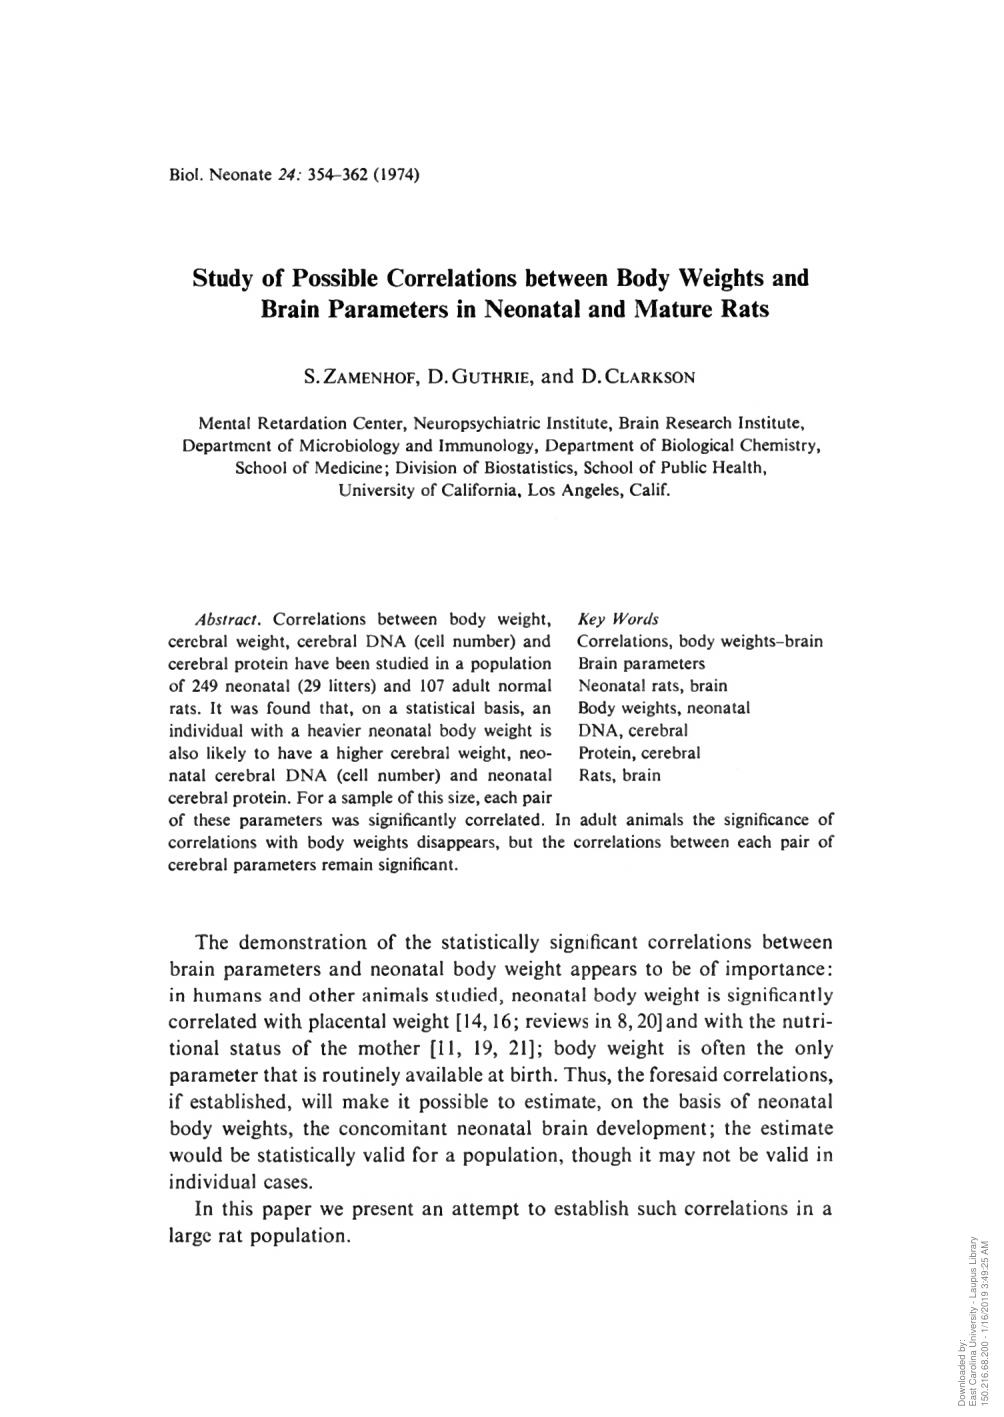 Biol. Neonate 24: 354–362 (1974)
Study of Possible Correlations between Body Weights and
Brain Parameters in Neonatal and Mature Rats
S. ZAMENHOF, D. GUTHRIE, and D. CLARKSON
Mental Retardation Center, Neuropsychiatric Institute, Brain Research Institute,
Department of Microbiology and Immunology, Department of Biological Chemistry,
School of Medicine; Division of Biostatistics, School of Public Health,
University of California, Los Angeles, Calif.
Abstract. Correlations between body weight,
cerebral weight, cerebral DNA (cell number) and
cerebral protein have been studied in a population
of 249 neonatal (29 litters) and 107 adult normal
rats. It was found that, on a statistical basis, an
individual with a heavier neonatal body weight is
also likely to have a higher cerebral weight, neo-
natal cerebral DNA (cell number) and neonatal
cerebral protein. For a sample of this size, each pair
of these parameters was significantly correlated. In adult animals the significance of
correlations with body weights disappears, but the correlations between each pair of
cerebral parameters remain significant.
Key Words
Correlations, body weights–brain
Brain parameters
Neonatal rats, brain
Body weights, neonatal
DNA, cerebral
Protein, cerebral
Rats, brain
The demonstration of the statistically significant correlations between
brain parameters and neonatal body weight appears to be of importance:
in humans and other animals studied, neonatal body weight is significantly
correlated with placental weight [14, 16; reviews in 8, 20] and with the nutri-
tional status of the mother [11, 19, 21]; body weight is often the only
parameter that is routinely available at birth. Thus, the foresaid correlations,
if established, will make it possible to estimate, on the basis of neonatal
body weights, the concomitant neonatal brain development; the estimate
would be statistically valid for a population, though it may not be valid in
individual cases.
In this paper we present an attempt to establish such correlations in a
large rat population.
Downloaded by:
East Carolina University - Laupus Library
150.216.68.200 - 1/16/2019 3:49:25 AM